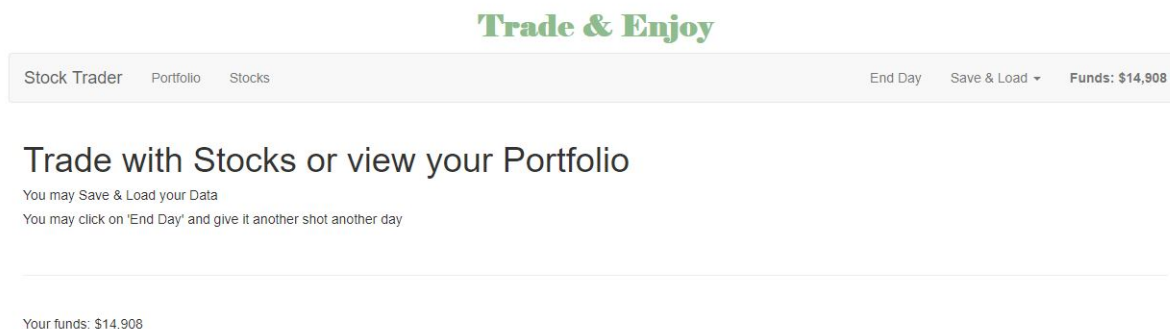 Trade & Enjoy
Stock Trader Portfolio Stocks End Day Save & Load Funds: $14,908
Trade with Stocks or view your Portfolio
You may Save & Load your Data
You may click on 'End Day' and give it another shot another day
Your funds: $14,908